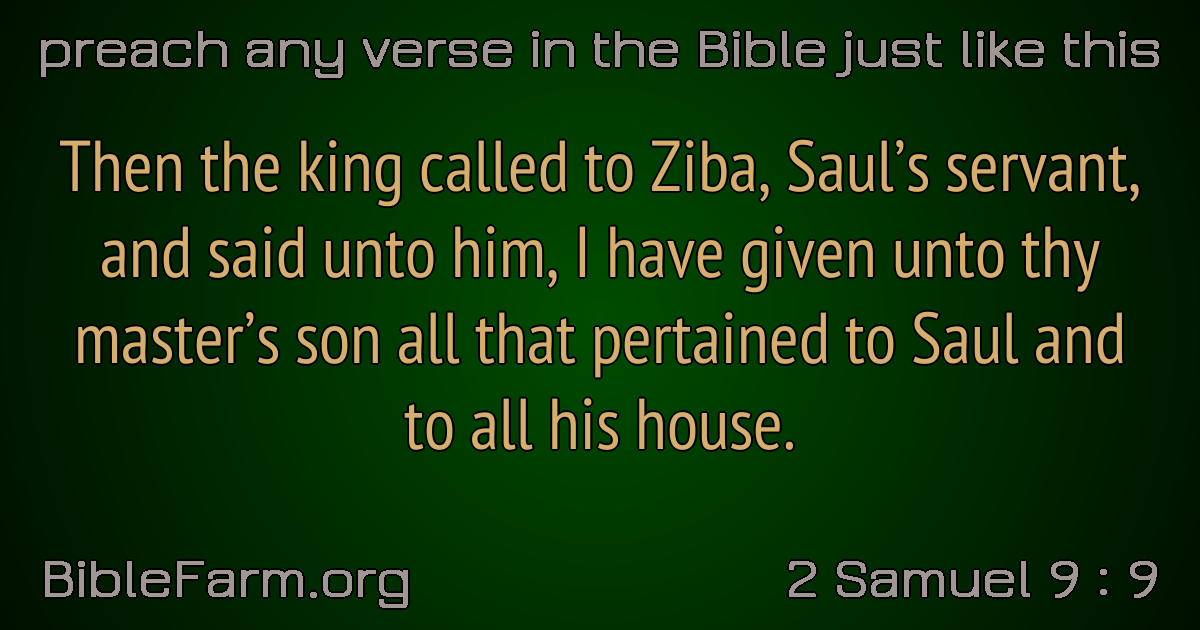 preach any verse in the Bible just like this
Then the king called to Ziba, Saul’s servant,
and said unto him, I have given unto thy
master’s son all that pertained to Saul and
to all his house.
BibleFarm.org
2 Samuel 9 : 9